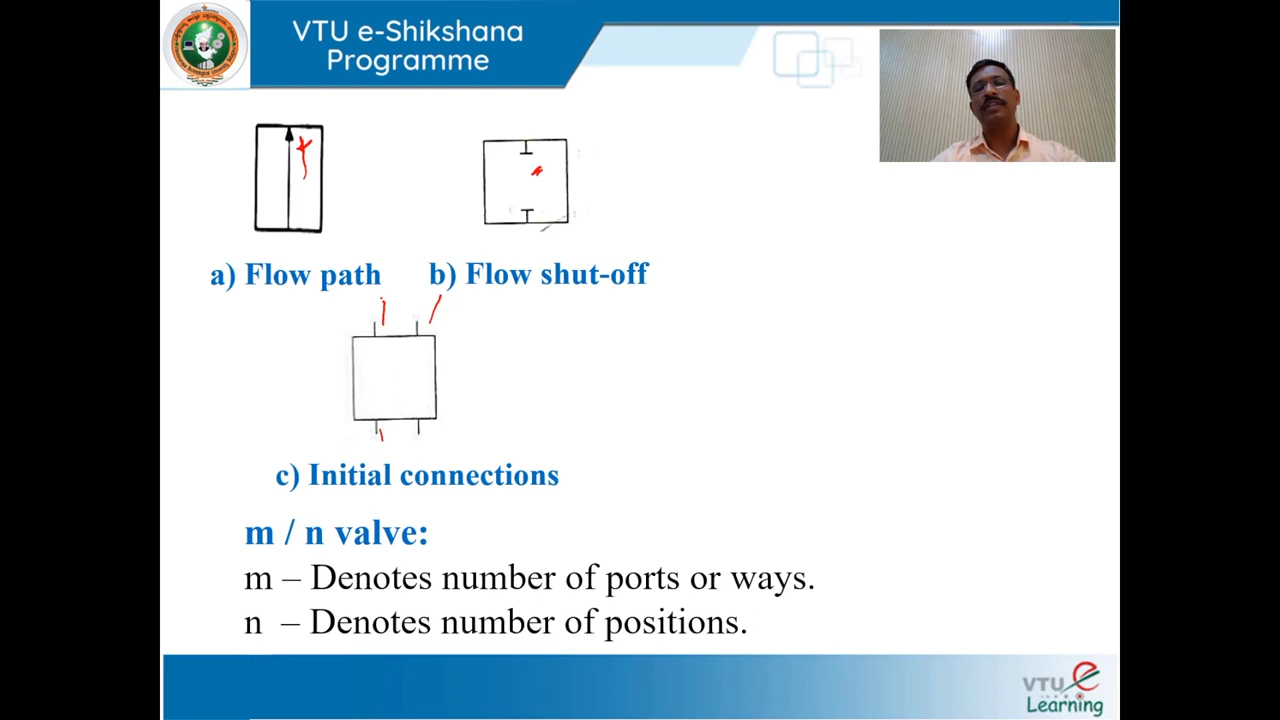 VTU e-Shikshana
Programme
a) Flow path
b) Flow shut-off
c) Initial connections
m / n valve:
m – Denotes number of ports or ways.
n – Denotes number of positions.
VTU e
Learning